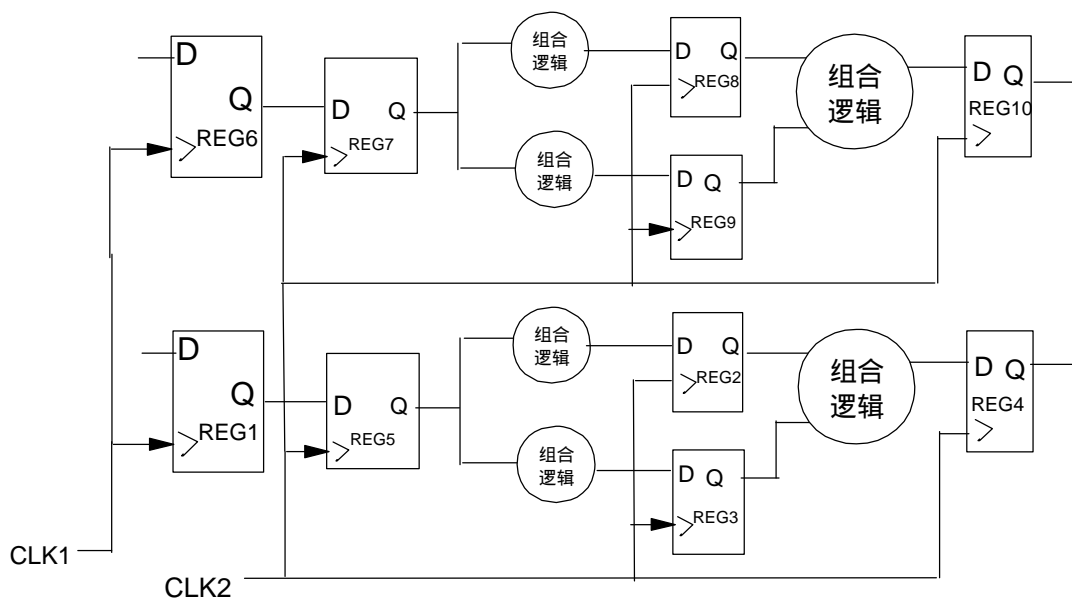 组合
逻辑
D
Q
REG6
D
Q
REG7
D
Q
REG8
组合
逻辑
D
Q
REG10
组合
逻辑
D
Q
REG9
组合
逻辑
D
Q
REG1
D
Q
REG5
D
Q
REG2
组合
逻辑
D
Q
REG4
组合
逻辑
D
Q
REG3
CLK1
CLK2